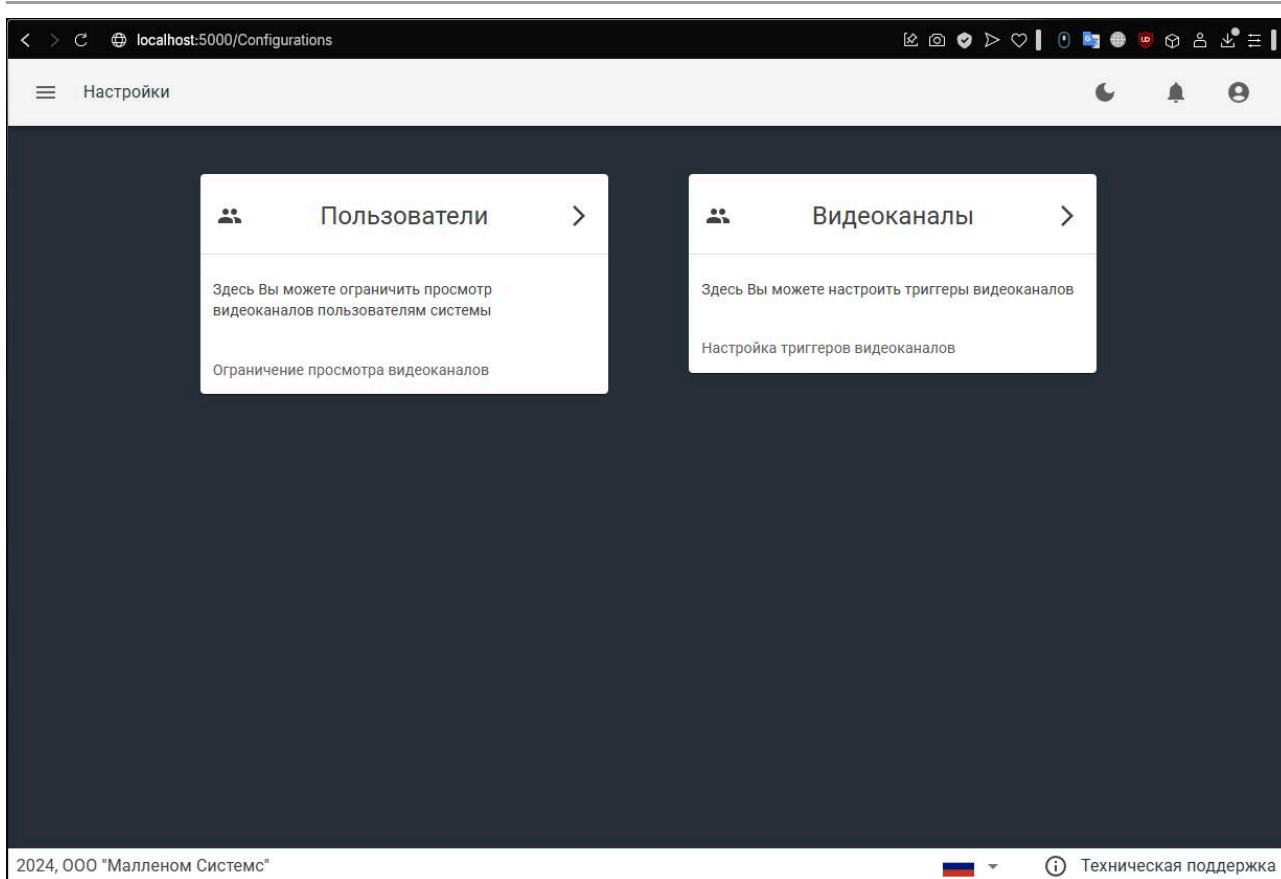 localhost:5000/Configurations
Настройки
Пользователи
Здесь Вы можете ограничить просмотр
видеоканалов пользователям системы
Ограничение просмотра видеоканалов
Видеоканалы
Здесь Вы можете настроить триггеры видеоканалов
Настройка триггеров видеоканалов
2024, ООО "Малленом Системс"
Техническая поддержка